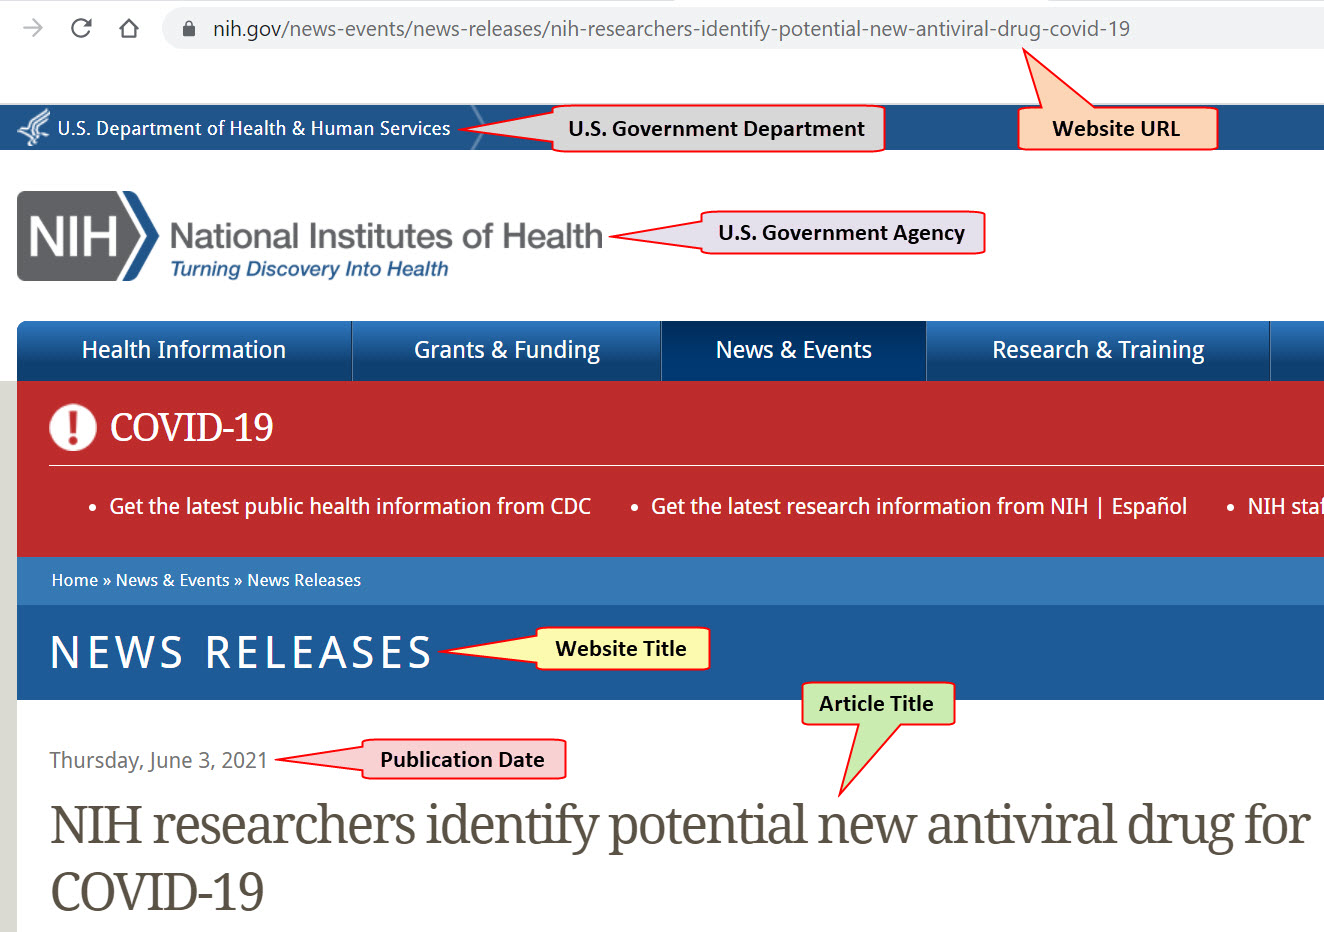 nih.gov/news-events/news-releases/nih-researchers-identify-potential-new-antiviral-drug-covid-19
Website URL
U.S. Department of Health & Human Services
U.S. Government Department
NIH
National Institutes of Health
Turning Discovery Into Health
U.S. Government Agency
Health Information Grants & Funding News & Events Research & Training
! COVID-19
• Get the latest public health information from CDC • Get the latest research information from NIH | Español • NIH staf
Home » News & Events » News Releases
NEWS RELEASES
Website Title
Article Title
Thursday, June 3, 2021
Publication Date
NIH researchers identify potential new antiviral drug for
COVID-19